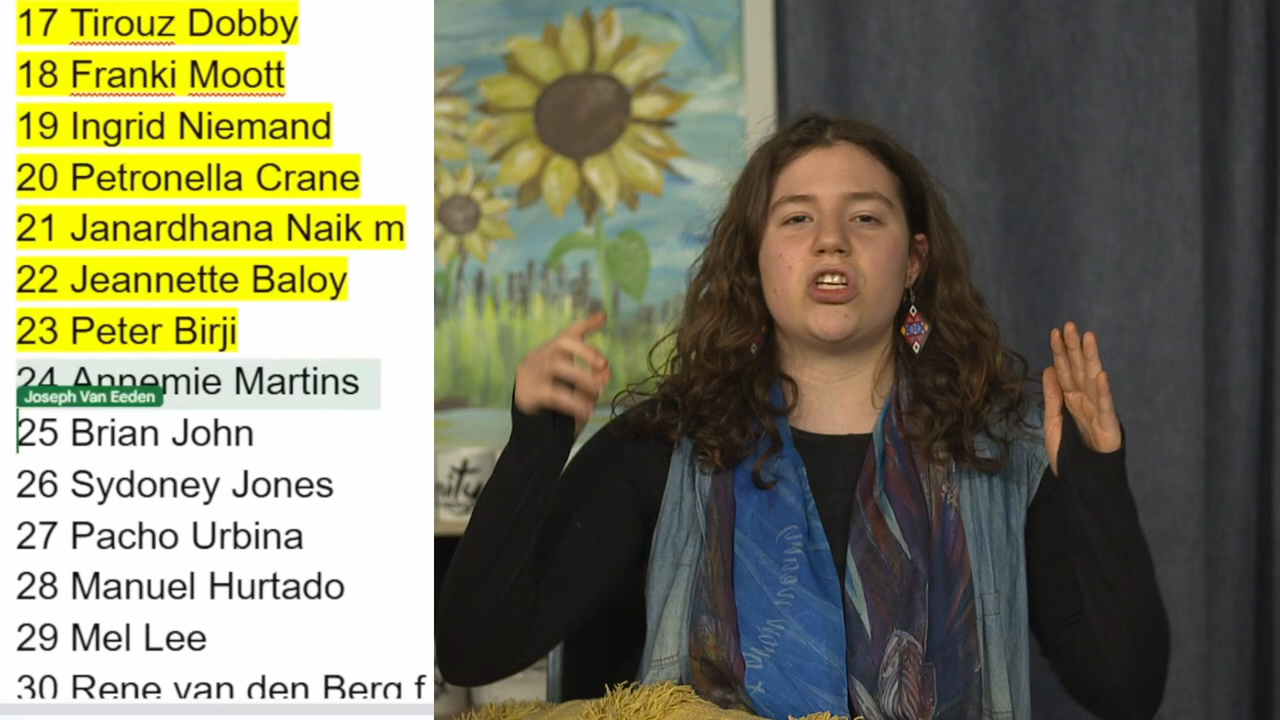 17 Tirouz Dobby
18 Franki Moott
19 Ingrid Niemand
20 Petronella Crane
21 Janardhana Naik m
22 Jeannette Baloy
23 Peter Birji
24 Annemie Martins
Joseph Van Eeden
25 Brian John
26 Sydoney Jones
27 Pacho Urbina
28 Manuel Hurtado
29 Mel Lee
30 Rene van den Berg f